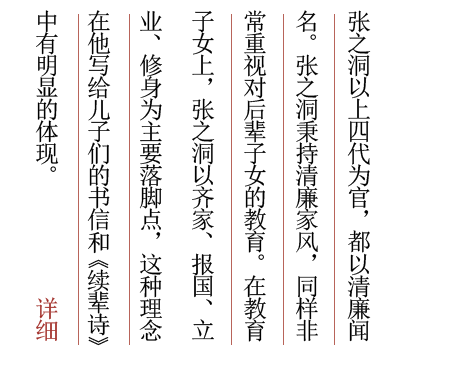 张之洞以上四代为官，都以清廉闻
名。张之洞秉持清廉家风，同样非
常重视对后辈子女的教育。在教育
子女上，张之洞以齐家、报国、立
业、修身为主要落脚点，这种理念
在他写给儿子们的书信和《续辈诗》
中有明显的体现。
详细